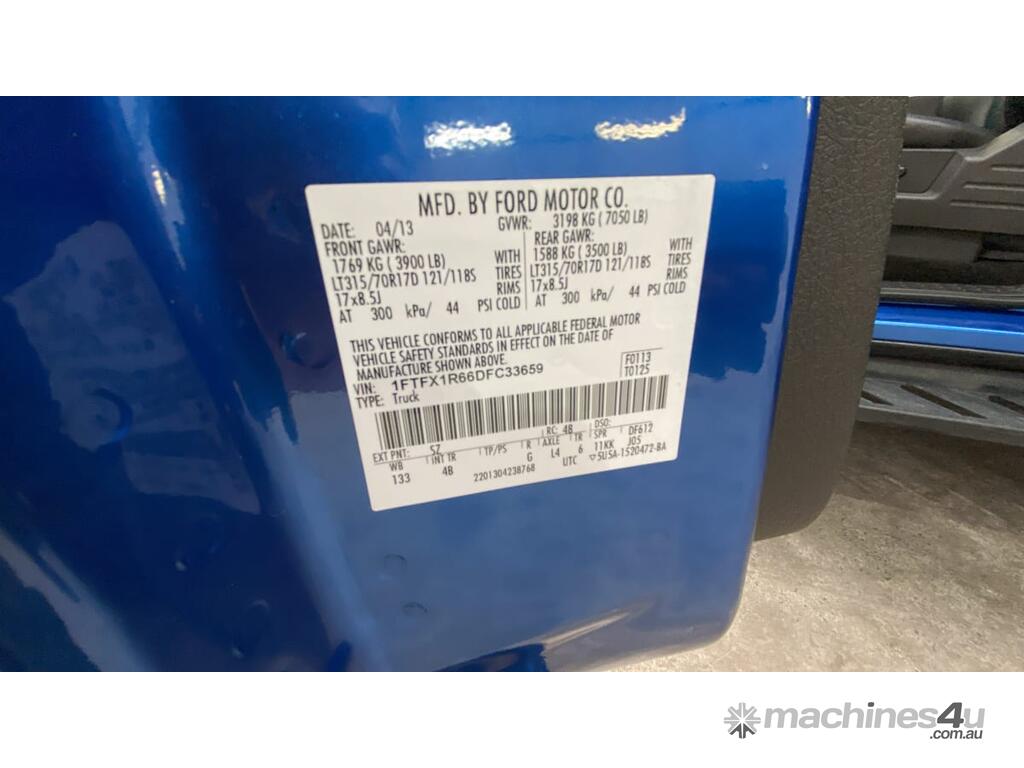 MFD. BY FORD MOTOR CO.
DATE: 04/13 GVWR: 3198 KG ( 7050 LB)
FRONT GAWR: REAR GAWR:
1769 KG ( 3900 LB) WITH 1588 KG ( 3500 LB) WITH
LT315/70R17D 121/118S TIRES LT315/70R17D 121/118S TIRES
17x8.5J RIMS 17x8.5J RIMS
AT 300 kPa/ 44 PSI COLD AT 300 kPa/ 44 PSI COLD
THIS VEHICLE CONFORMS TO ALL APPLICABLE FEDERAL MOTOR
VEHICLE SAFETY STANDARDS IN EFFECT ON THE DATE OF
MANUFACTURE SHOWN ABOVE.
VIN: 1FTFX1R66DFC33659 F0113
TYPE: Truck T0125
EXT PNT: SZ RC: 4B DSO:
WB INT TR TP/PS R AXLE TR SPR DF612
133 4B G L4 6 11KK J05
2201304238768 UTC ▽5U5A-1520472-BA
machines4u
.com.au